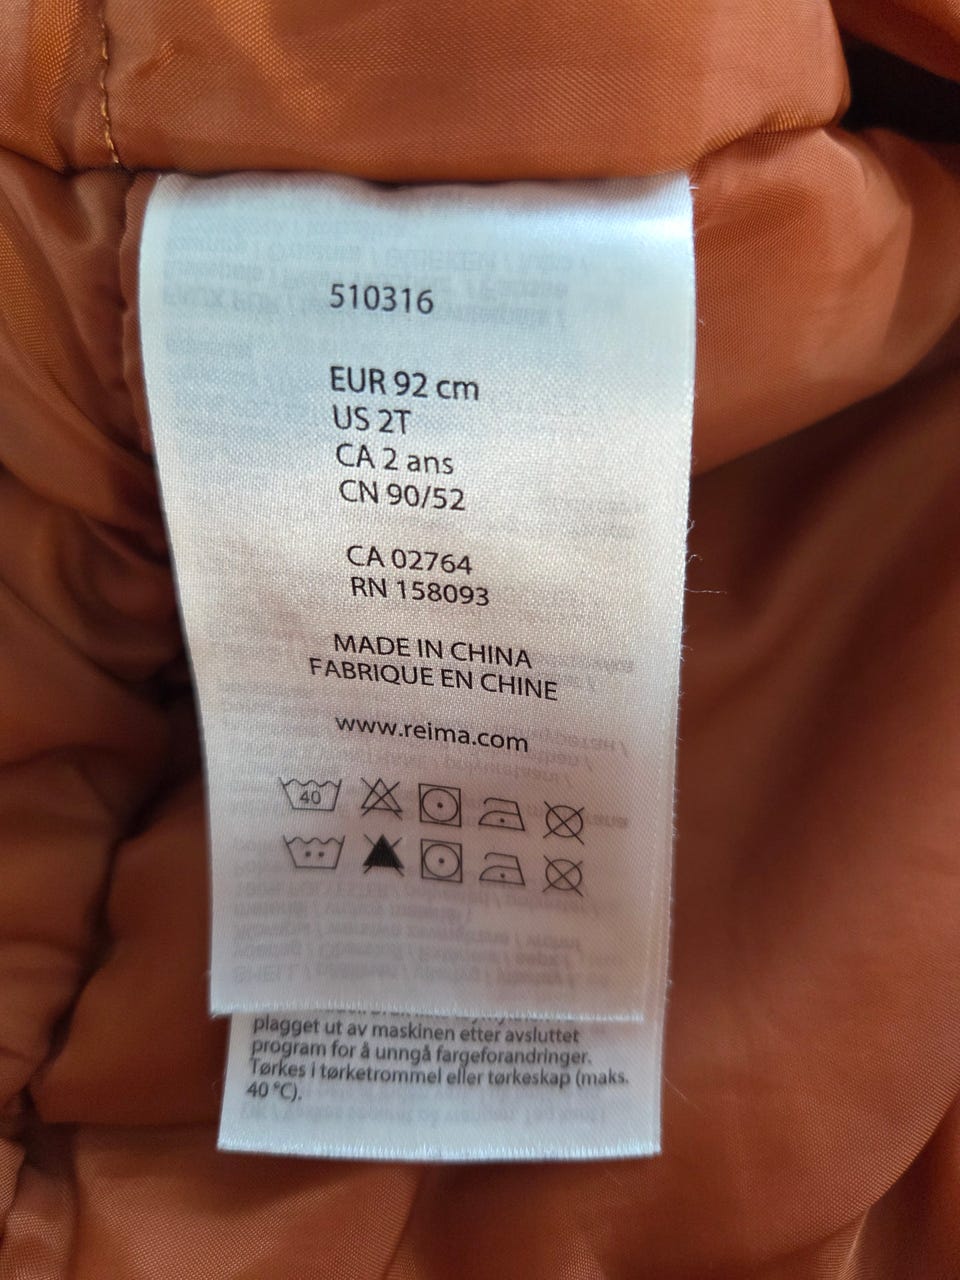 510316
EUR 92 cm
US 2T
CA 2 ans
CN 90/52
CA 02764
RN 158093
MADE IN CHINA
FABRIQUE EN CHINE
www.reima.com
40
plagget ut av maskinen etter avsluttet
program for å unngå fargeforandringer.
Tørkes i tørketrommel eller tørkeskap (maks.
40 °C).